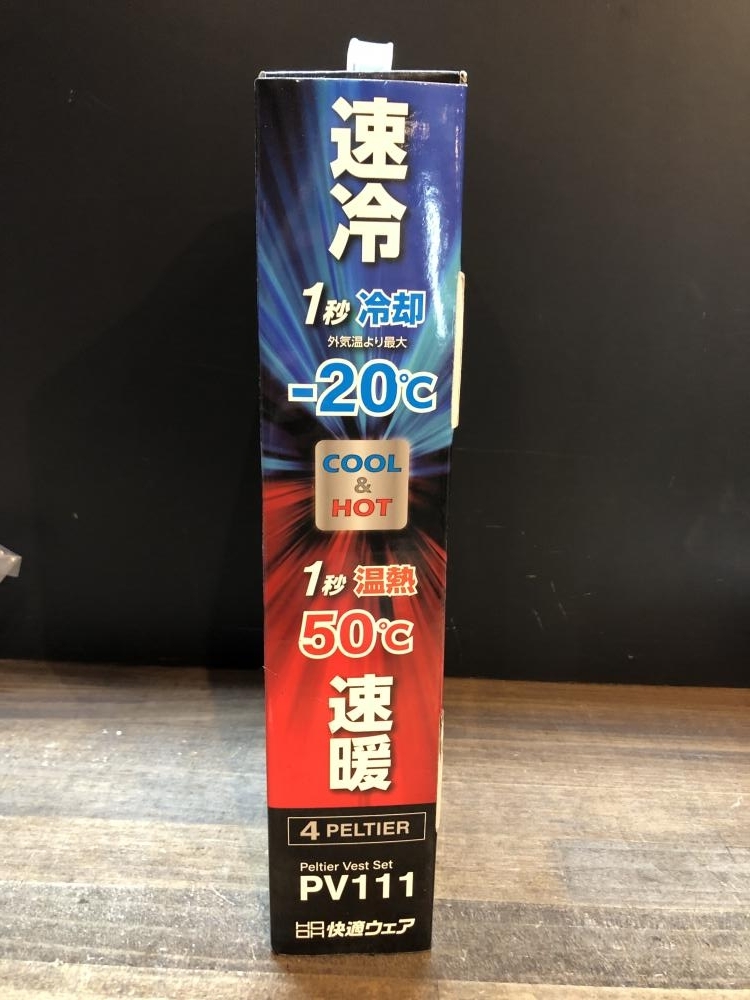 速冷
1秒 冷却
外気温より最大
-20℃
COOL
&
HOT
1秒 温熱
50℃
速暖
4 PELTIER
Peltier Vest Set
PV111
快適ウェア